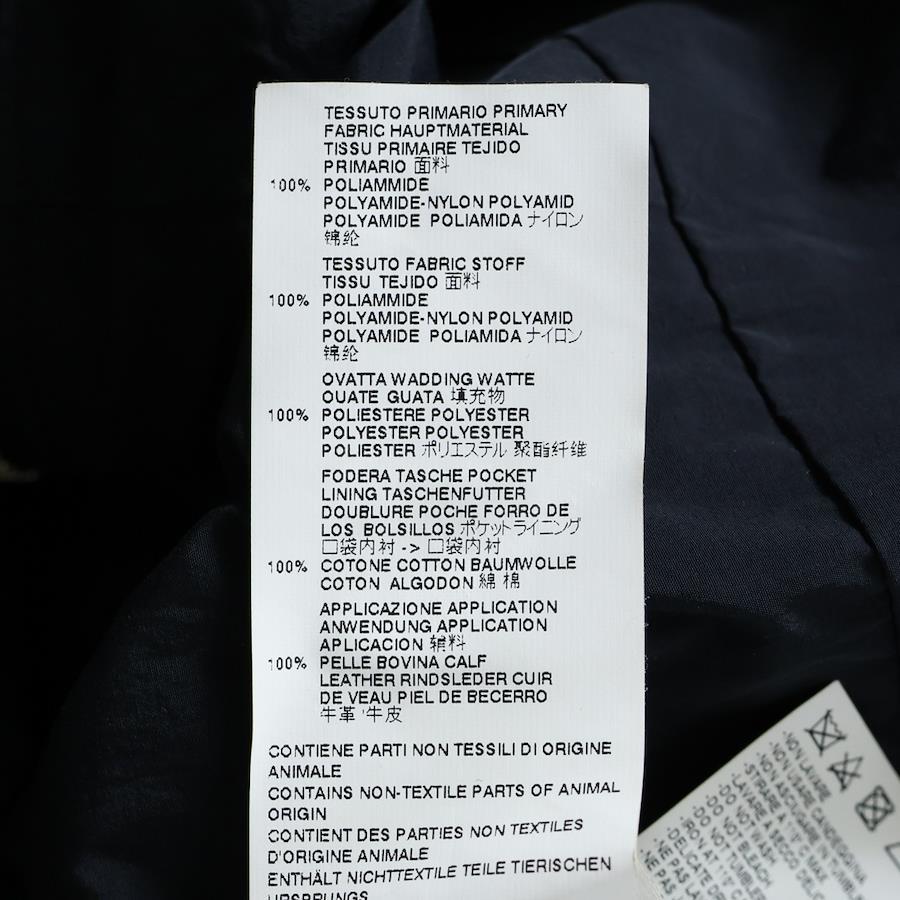 TESSUTO PRIMARIO PRIMARY
FABRIC HAUPTMATERIAL
TISSU PRIMAIRE TEJIDO
PRIMARIO 面料
100% POLIAMMIDE
POLYAMIDE-NYLON POLYAMID
POLYAMIDE POLIAMIDA ナイロン
锦纶
TESSUTO FABRIC STOFF
TISSU TEJIDO 面料
100% POLIAMMIDE
POLYAMIDE-NYLON POLYAMID
POLYAMIDE POLIAMIDA ナイロン
锦纶
OVATTA WADDING WATTE
OUATE GUATA 填充物
100% POLIESTERE POLYESTER
POLYESTER POLYESTER
POLIESTER ポリエステル 聚酯纤维
FODERA TASCHE POCKET
LINING TASCHENFUTTER
DOUBLURE POCHE FORRO DE
LOS BOLSILLOS ポケットライニング
口袋内衬 -> 口袋内衬
100% COTONE COTTON BAUMWOLLE
COTON ALGODON 綿 棉
APPLICAZIONE APPLICATION
ANWENDUNG APPLICATION
APLICACION 辅料
100% PELLE BOVINA CALF
LEATHER RINDSLEDER CUIR
DE VEAU PIEL DE BECERRO
牛革 '牛皮
CONTIENE PARTI NON TESSILI DI ORIGINE
ANIMALE
CONTAINS NON-TEXTILE PARTS OF ANIMAL
ORIGIN
CONTIENT DES PARTIES NON TEXTILES
D'ORIGINE ANIMALE
ENTHÄLT NICHTTEXTILE TEILE TIERISCHEN
URSPRUNGS
-NON LAVARE
-NON USARE CANDEGGINA